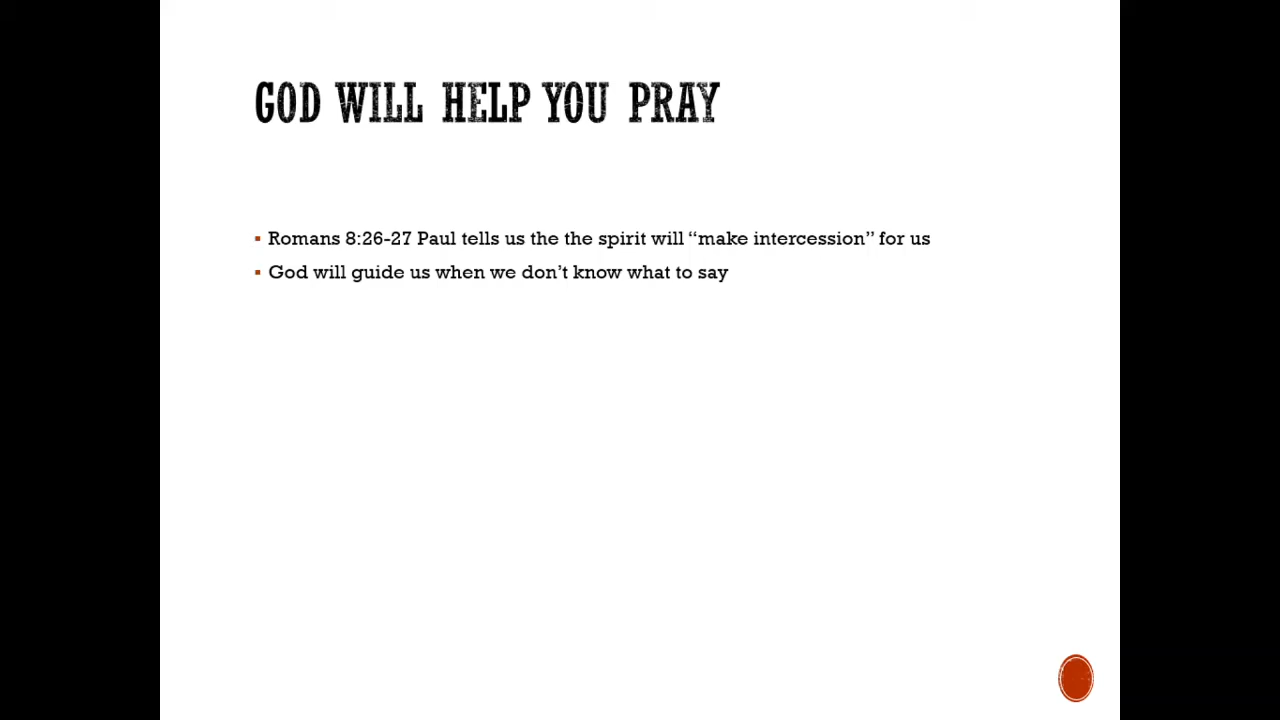 GOD WILL HELP YOU PRAY
▪ Romans 8:26-27 Paul tells us the the spirit will “make intercession” for us
▪ God will guide us when we don’t know what to say